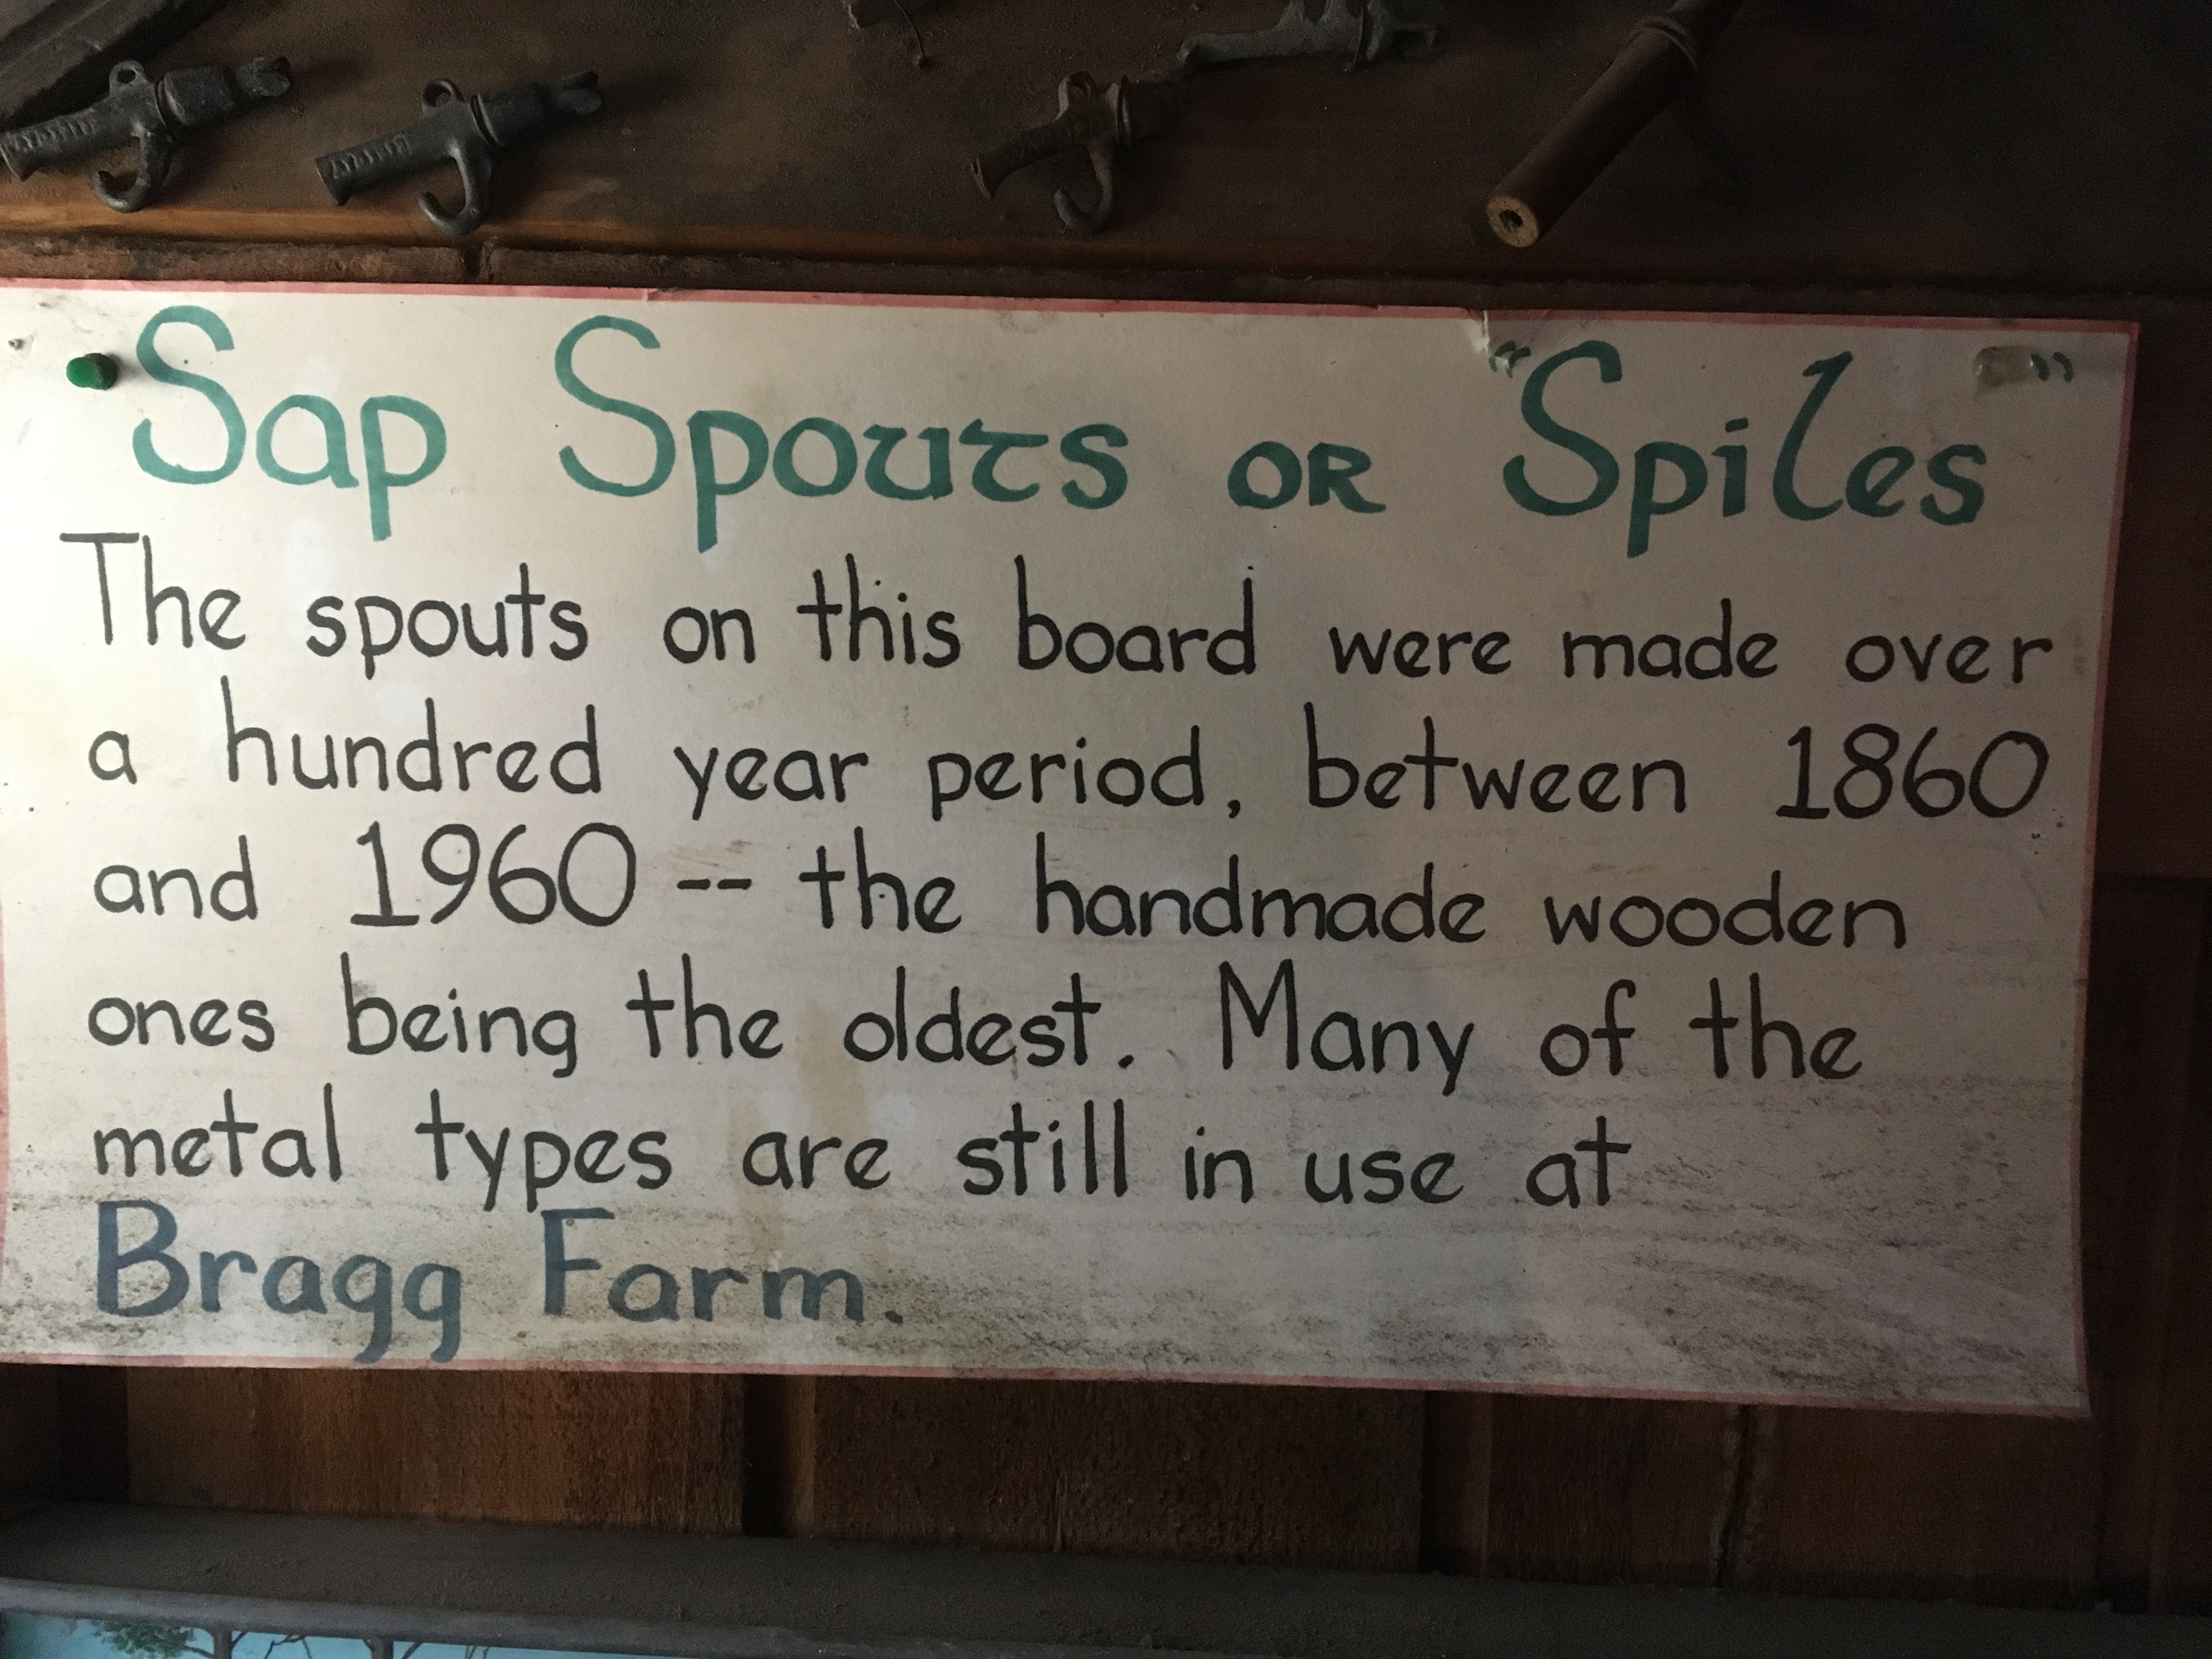 Sap Spouts or "Spiles"
The spouts on this board were made over
a hundred year period, between 1860
and 1960 -- the handmade wooden
ones being the oldest. Many of the
metal types are still in use at
Bragg Farm.